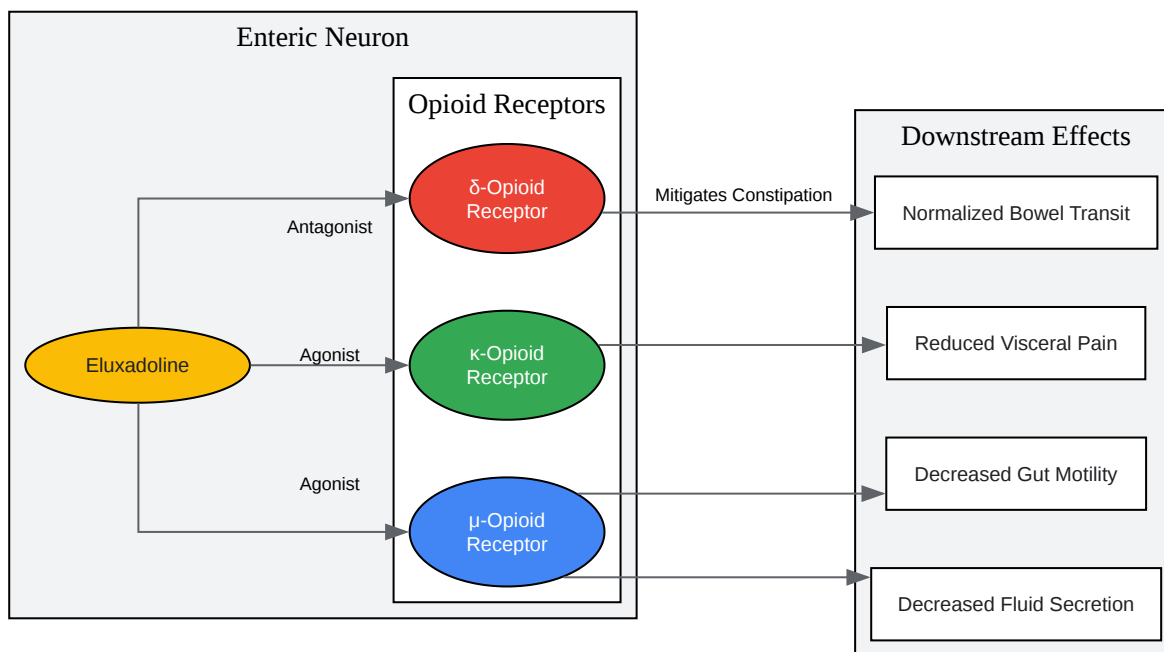 Enteric Neuron
Opioid Receptors
Downstream Effects
δ-Opioid
Receptor
Mitigates Constipation
Normalized Bowel Transit
Antagonist
Eluxadoline
Agonist
κ-Opioid
Receptor
Reduced Visceral Pain
Agonist
μ-Opioid
Receptor
Decreased Gut Motility
Decreased Fluid Secretion